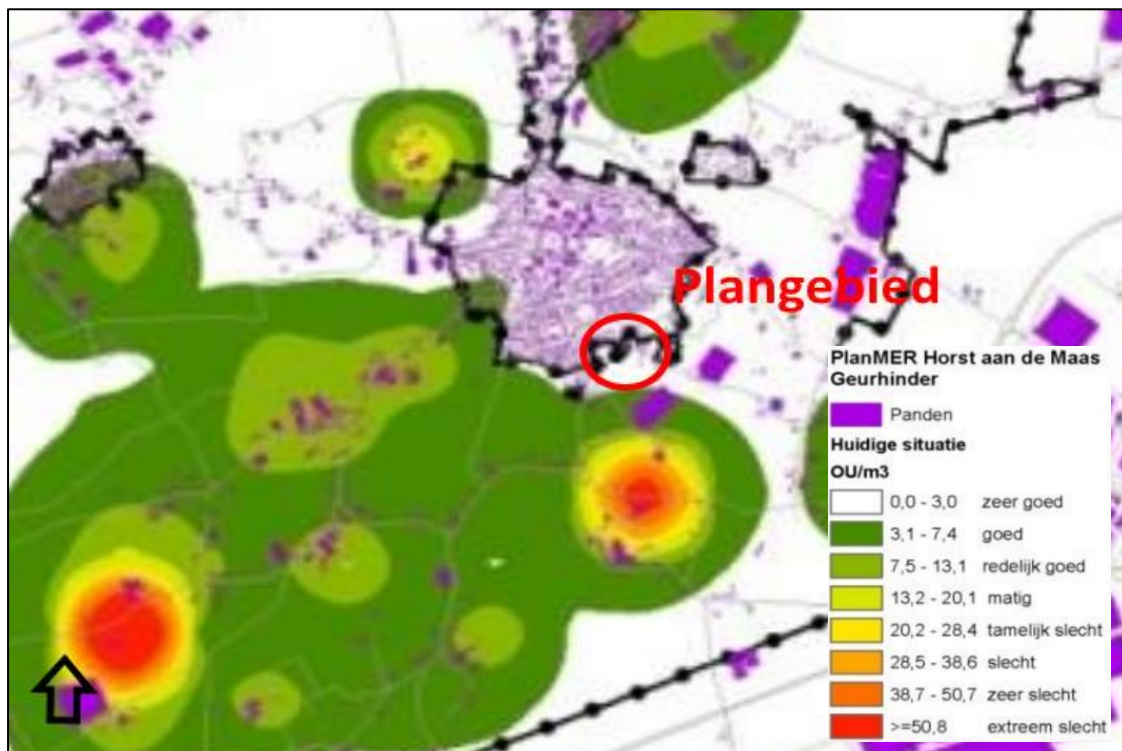 Plangebied
PlanMER Horst aan de Maas
Geurhinder
Panden
Huidige situatie
OU/m3
0,0 - 3,0 zeer goed
3,1 - 7,4 goed
7,5 - 13,1 redelijk goed
13,2 - 20,1 matig
20,2 - 28,4 tamelijk slecht
28,5 - 38,6 slecht
38,7 - 50,7 zeer slecht
>=50,8 extreem slecht